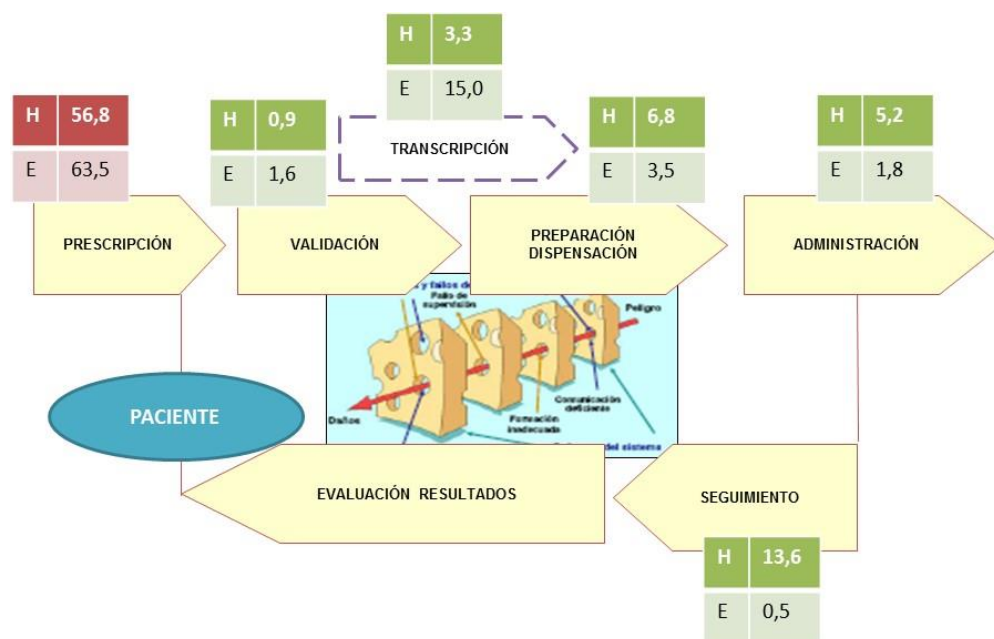 H 3,3
E 15,0
H 56,8
E 63,5
H 0,9
E 1,6
TRANSCRIPCIÓN
H 6,8
E 3,5
H 5,2
E 1,8
PRESCRIPCIÓN
VALIDACIÓN
PREPARACIÓN
DISPENSACIÓN
ADMINISTRACIÓN
y fallos de
Fallo de
supervisión
Peligro
Comunicación
deficiente
Daños
Formación
inadecuada
del sistema
PACIENTE
EVALUACIÓN RESULTADOS
SEGUIMIENTO
H 13,6
E 0,5